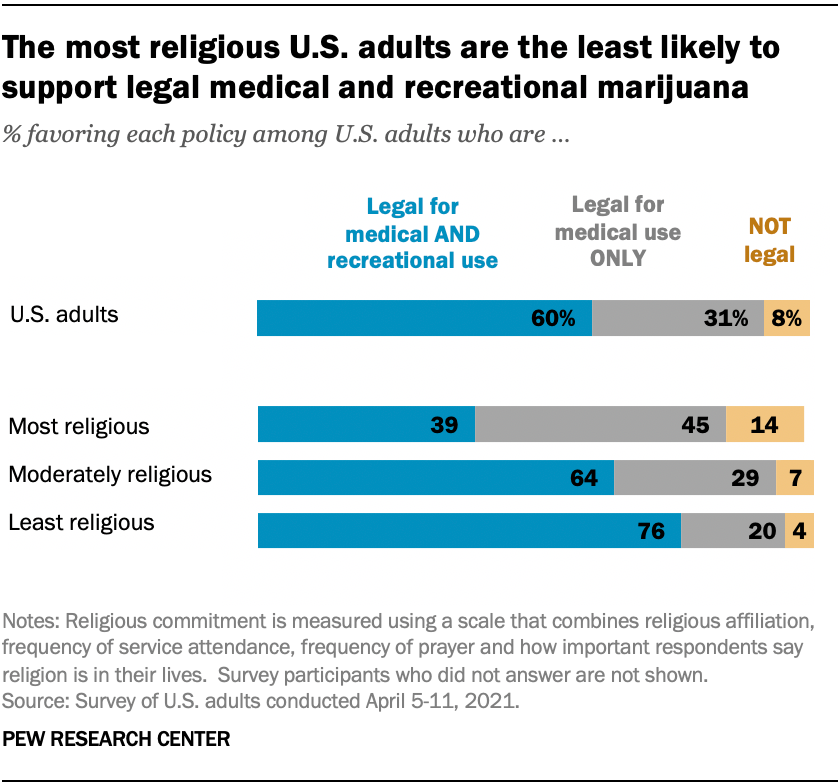 The most religious U.S. adults are the least likely to
support legal medical and recreational marijuana
% favoring each policy among U.S. adults who are ...
Legal for
medical AND
recreational use
Legal for
medical use
ONLY
NOT
legal
U.S. adults 60% 31% 8%
Most religious 39 45 14
Moderately religious 64 29 7
Least religious 76 20 4
Notes: Religious commitment is measured using a scale that combines religious affiliation,
frequency of service attendance, frequency of prayer and how important respondents say
religion is in their lives.  Survey participants who did not answer are not shown.
Source: Survey of U.S. adults conducted April 5-11, 2021.
PEW RESEARCH CENTER